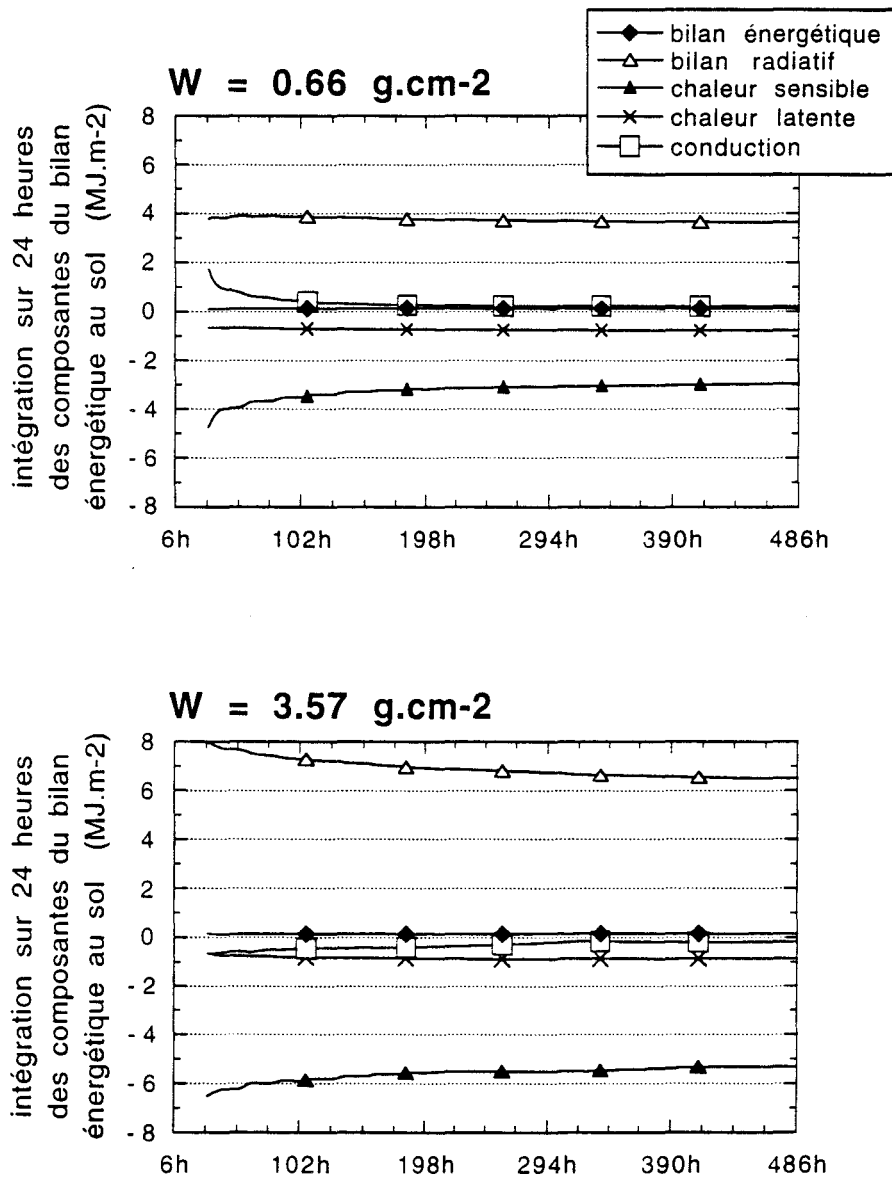 bilan énergétique
bilan radiatif
chaleur sensible
chaleur latente
conduction
W = 0.66 g.cm-2
intégration sur 24 heures
des composantes du bilan
énergétique au sol (MJ.m-2)
8
6
4
2
0
- 2
- 4
- 6
- 8
6h 102h 198h 294h 390h 486h
W = 3.57 g.cm-2
intégration sur 24 heures
des composantes du bilan
énergétique au sol (MJ.m-2)
8
6
4
2
0
- 2
- 4
- 6
- 8
6h 102h 198h 294h 390h 486h